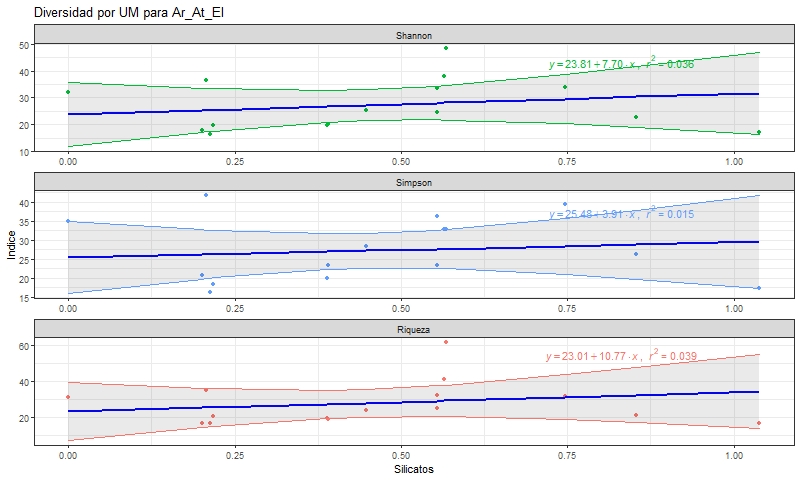 Diversidad por UM para Ar_At_El
Shannon
50
40
30
20
10
y = 23.81 + 7.70 · x ,  r² = 0.036
0.00 0.25 0.50 0.75 1.00
Simpson
40
35
30
25
20
15
y = 25.48 + 3.91 · x ,  r² = 0.015
0.00 0.25 0.50 0.75 1.00
Indice
Riqueza
60
40
20
y = 23.01 + 10.77 · x ,  r² = 0.039
0.00 0.25 0.50 0.75 1.00
Silicatos